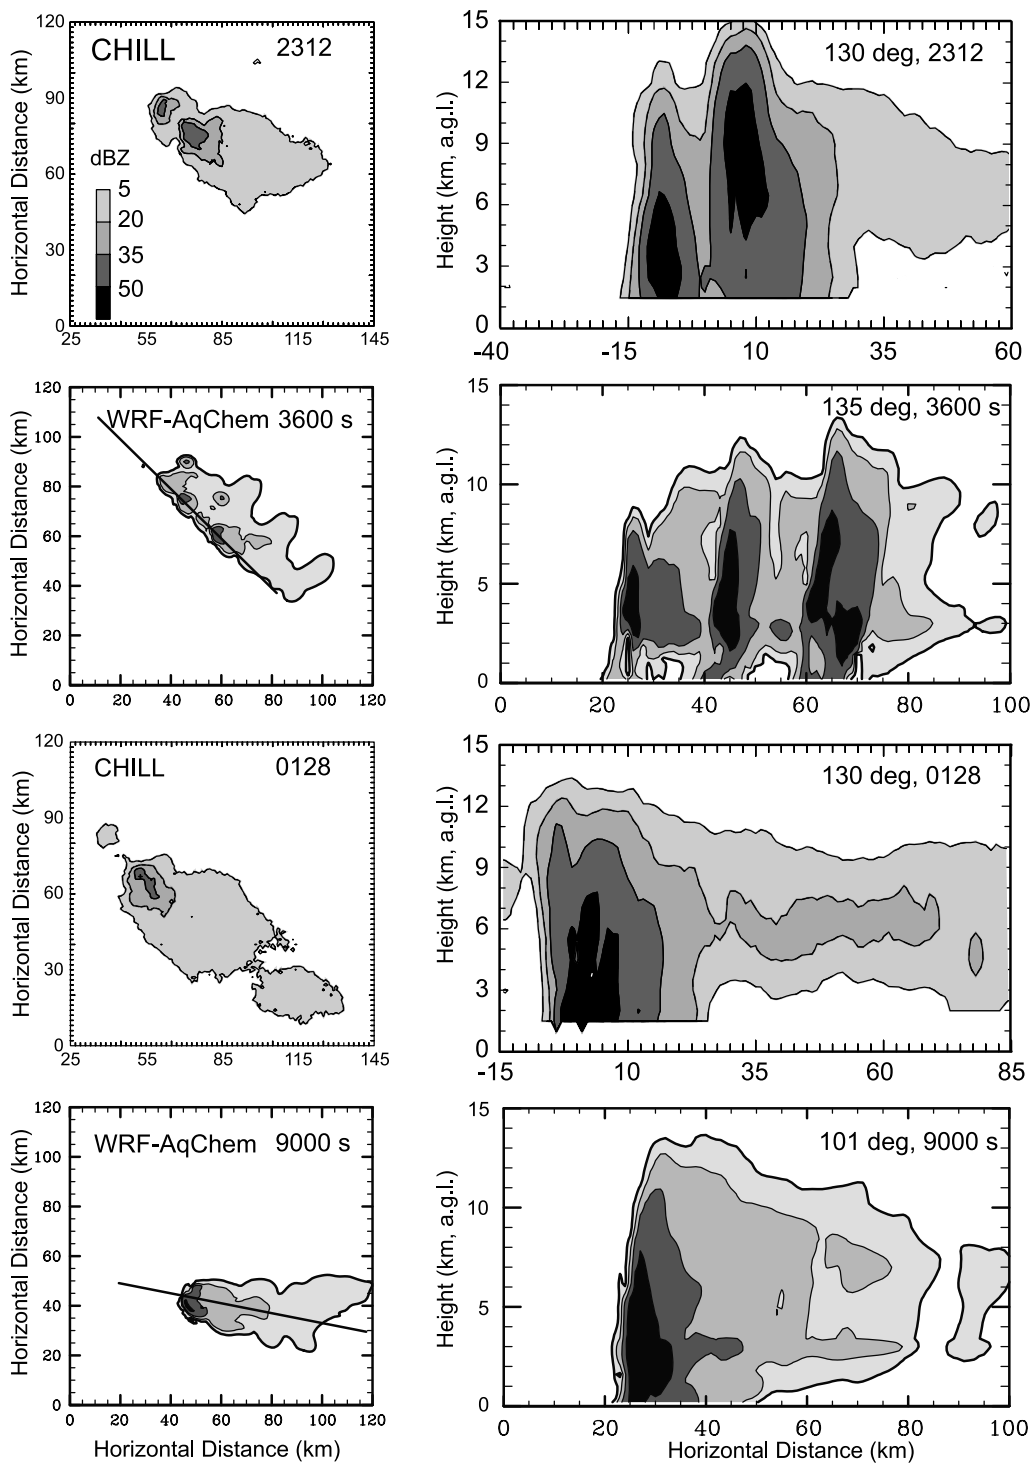 120
90
60
30
0
Horizontal Distance (km)
CHILL 2312
dBZ
5
20
35
50
25 55 85 115 145
15
12
9
6
3
0
Height (km, a.g.l.)
130 deg, 2312
-40 -15 10 35 60
120
100
80
60
40
20
0
Horizontal Distance (km)
WRF-AqChem 3600 s
0 20 40 60 80 100 120
15
10
5
0
Height (km, a.g.l.)
135 deg, 3600 s
0 20 40 60 80 100
120
90
60
30
0
Horizontal Distance (km)
CHILL 0128
25 55 85 115 145
15
12
9
6
3
0
Height (km, a.g.l.)
130 deg, 0128
-15 10 35 60 85
120
100
80
60
40
20
0
Horizontal Distance (km)
WRF-AqChem 9000 s
0 20 40 60 80 100 120
Horizontal Distance (km)
15
10
5
0
Height (km, a.g.l.)
101 deg, 9000 s
0 20 40 60 80 100
Horizontal Distance (km)